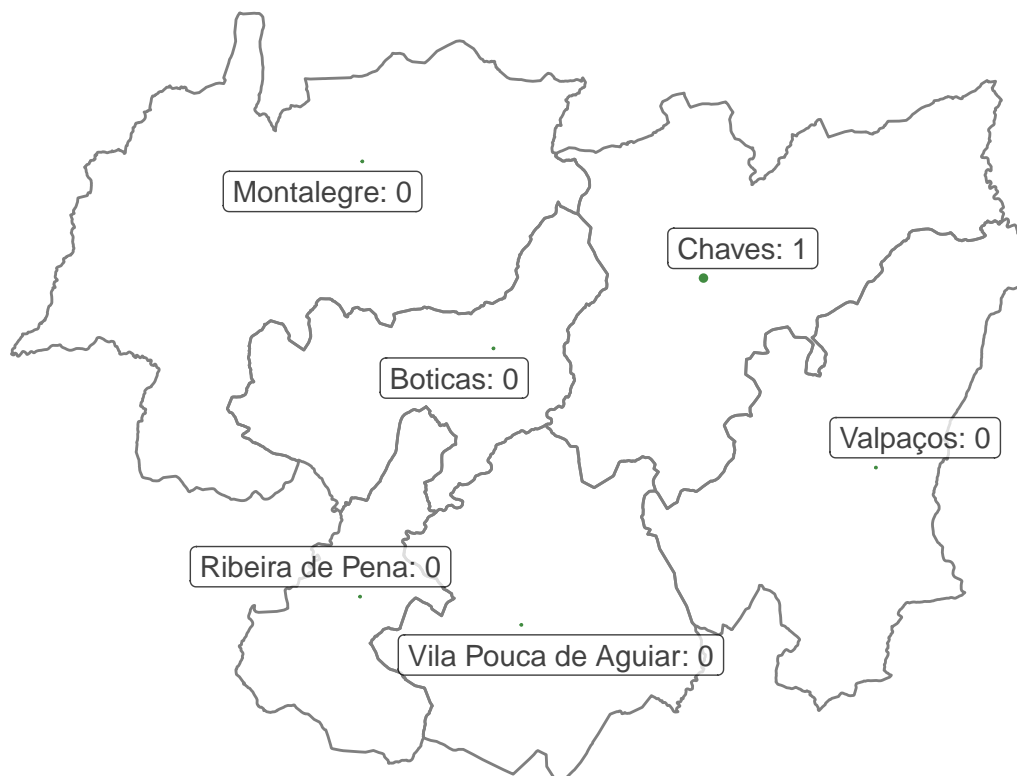 Montalegre: 0
Chaves: 1
Boticas: 0
Valpaços: 0
Ribeira de Pena: 0
Vila Pouca de Aguiar: 0